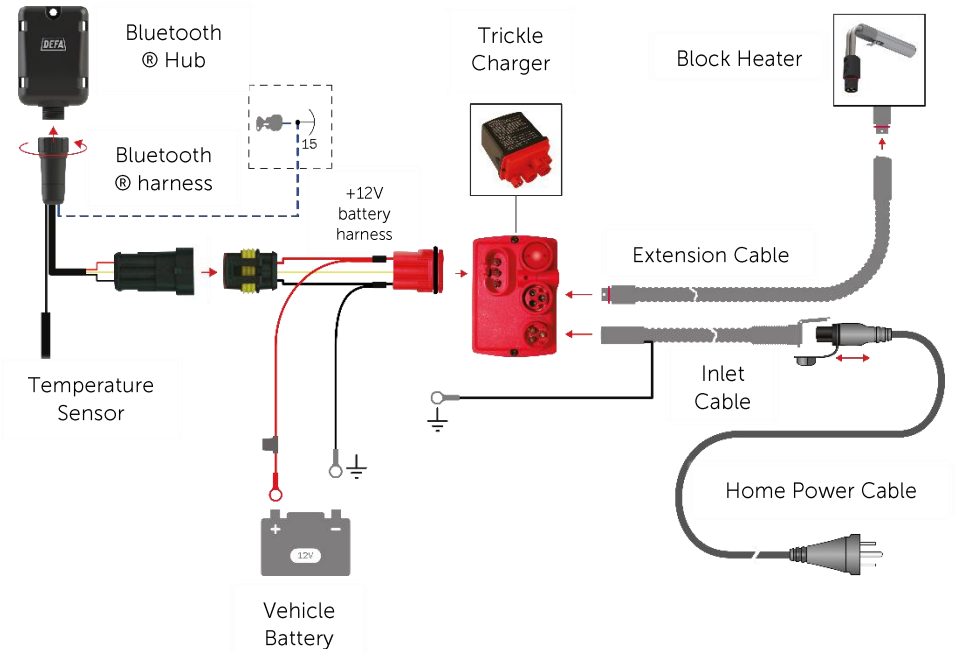 Bluetooth
® Hub
DEFA
Trickle
Charger
Block Heater
15
Bluetooth
® harness
+12V
battery
harness
Extension Cable
Temperature
Sensor
Inlet
Cable
Home Power Cable
+ −
12V
Vehicle
Battery